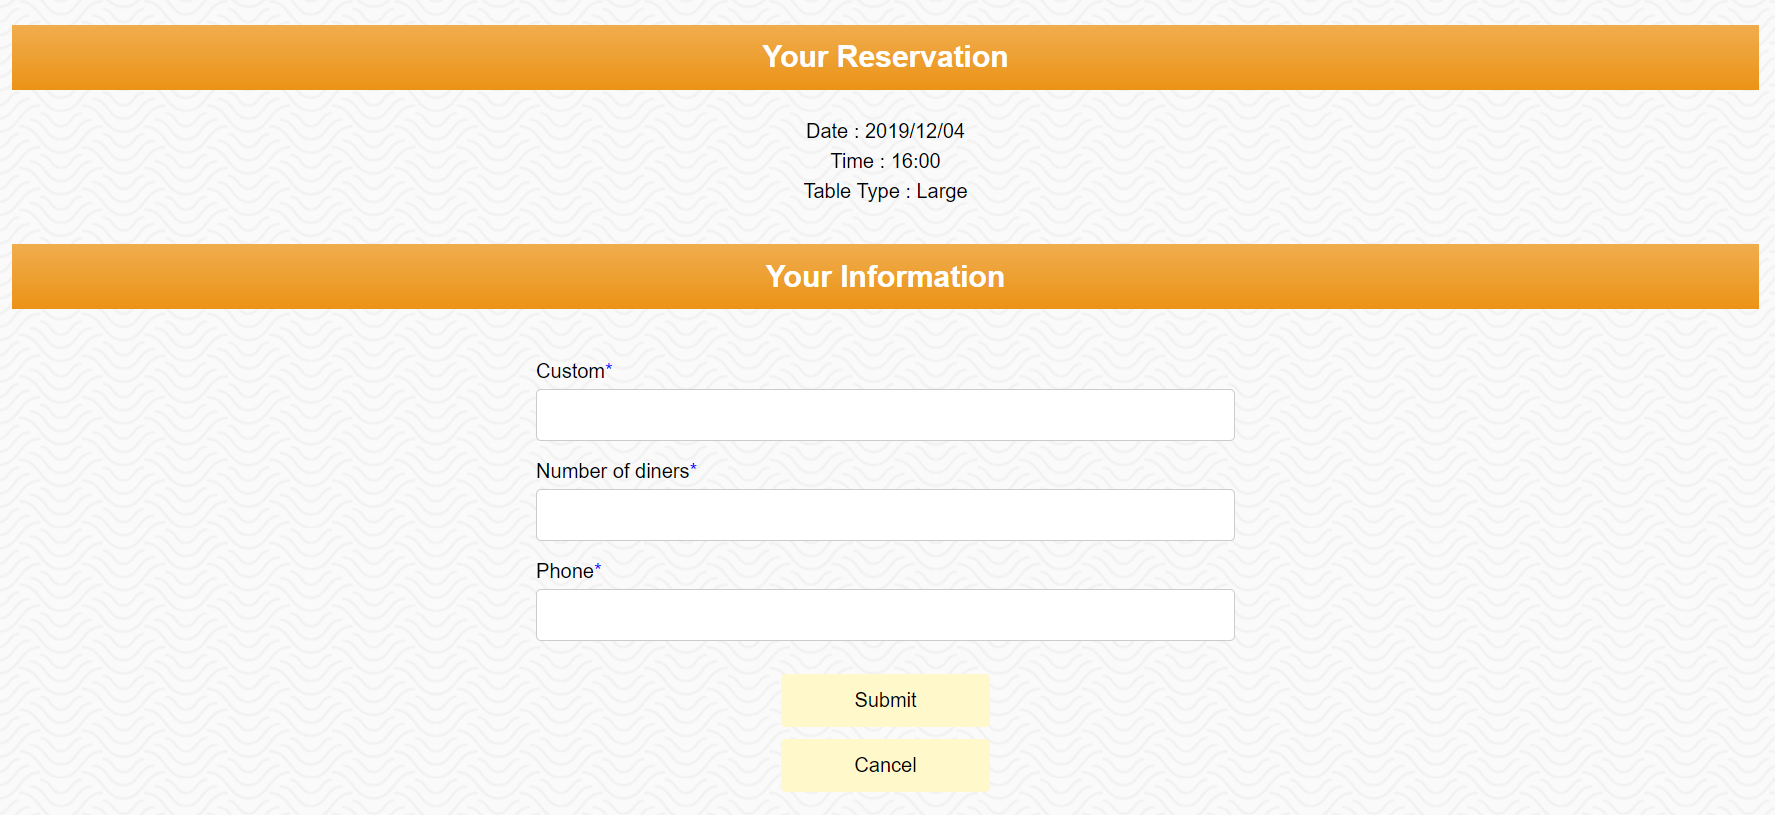 Your Reservation
Date : 2019/12/04
Time : 16:00
Table Type : Large
Your Information
Custom*
Number of diners*
Phone*
Submit
Cancel